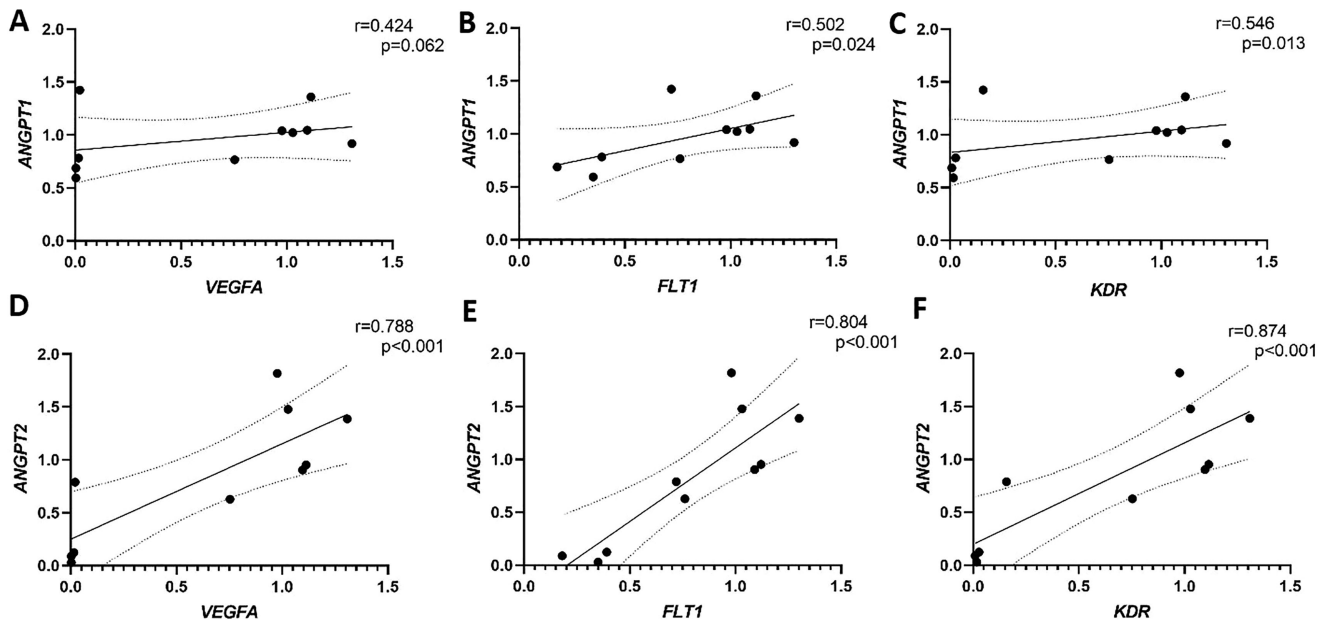 A
r=0.424
p=0.062
2.0
1.5
1.0
0.5
0.0
ANGPT1
0.0 0.5 1.0 1.5
VEGFA
B
r=0.502
p=0.024
2.0
1.5
1.0
0.5
0.0
ANGPT1
0.0 0.5 1.0 1.5
FLT1
C
r=0.546
p=0.013
2.0
1.5
1.0
0.5
0.0
ANGPT1
0.0 0.5 1.0 1.5
KDR
D
r=0.788
p<0.001
2.0
1.5
1.0
0.5
0.0
ANGPT2
0.0 0.5 1.0 1.5
VEGFA
E
r=0.804
p<0.001
2.0
1.5
1.0
0.5
0.0
ANGPT2
0.0 0.5 1.0 1.5
FLT1
F
r=0.874
p<0.001
2.0
1.5
1.0
0.5
0.0
ANGPT2
0.0 0.5 1.0 1.5
KDR